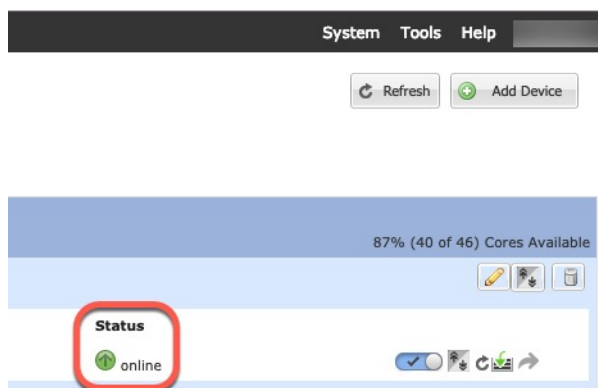 System Tools Help
Refresh Add Device
87% (40 of 46) Cores Available
Status
online